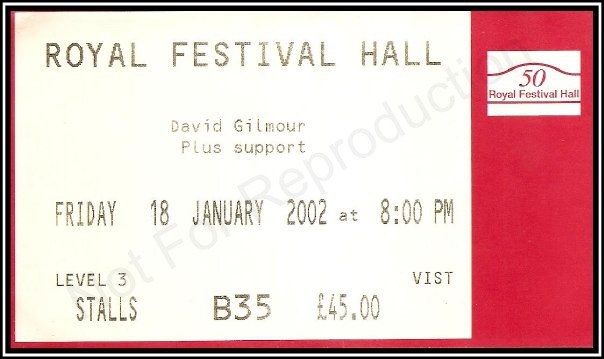 ROYAL FESTIVAL HALL
50
Royal Festival Hall
David Gilmour
Plus support
FRIDAY 18 JANUARY 2002 at 8:00 PM
LEVEL 3 VIST
STALLS B35 £45.00
Not For Reproduction